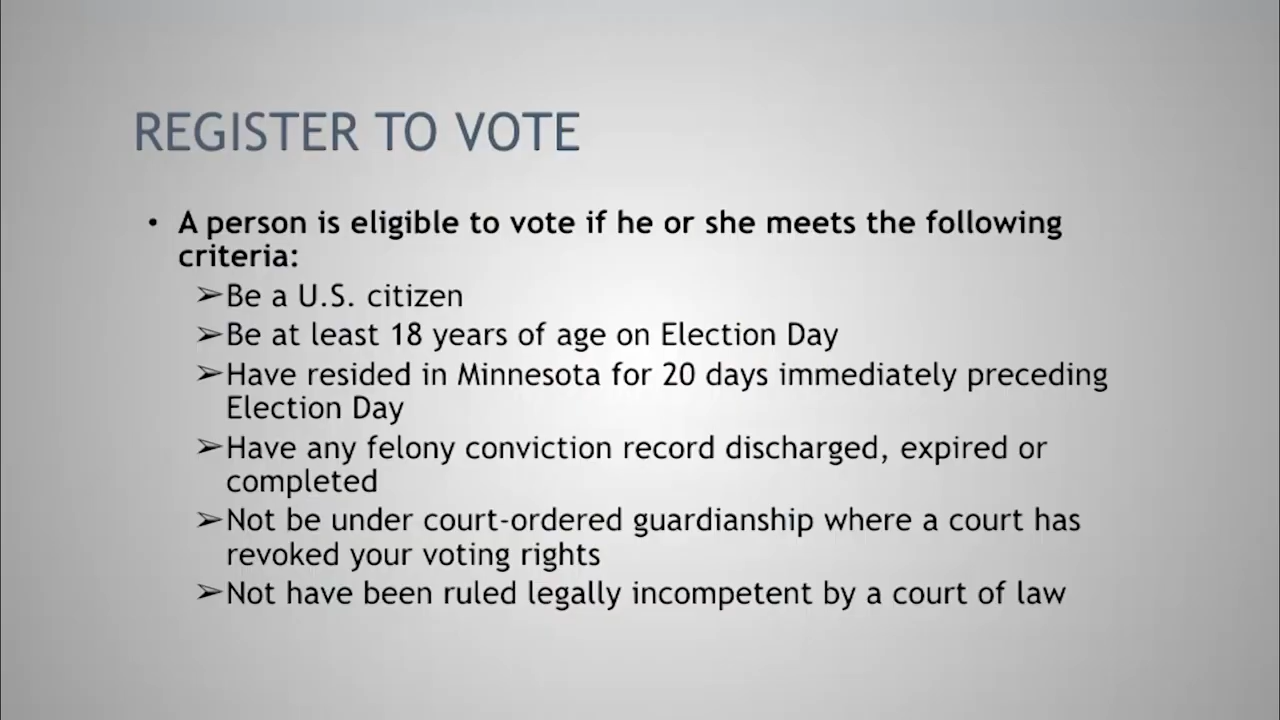 REGISTER TO VOTE
• A person is eligible to vote if he or she meets the following
criteria:
➢Be a U.S. citizen
➢Be at least 18 years of age on Election Day
➢Have resided in Minnesota for 20 days immediately preceding
Election Day
➢Have any felony conviction record discharged, expired or
completed
➢Not be under court-ordered guardianship where a court has
revoked your voting rights
➢Not have been ruled legally incompetent by a court of law